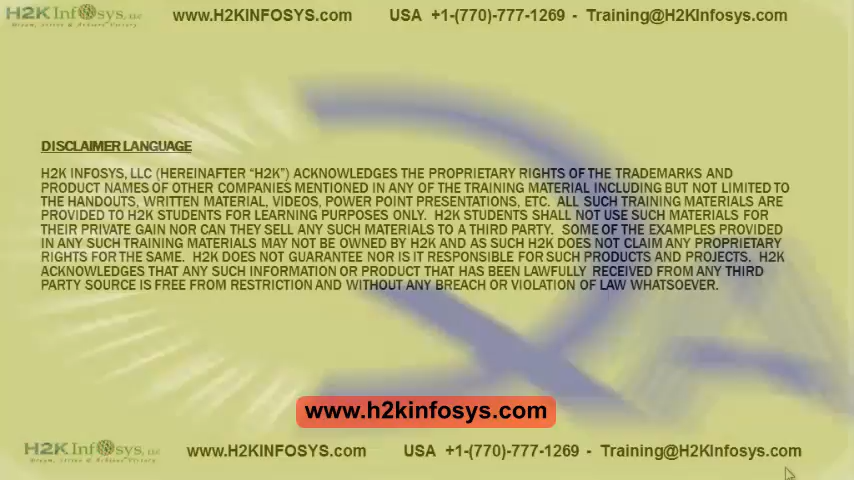 H2K Infosys, LLC www.H2KINFOSYS.com USA +1-(770)-777-1269 - Training@H2KInfosys.com
DISCLAIMER LANGUAGE
H2K INFOSYS, LLC (HEREINAFTER “H2K”) ACKNOWLEDGES THE PROPRIETARY RIGHTS OF THE TRADEMARKS AND
PRODUCT NAMES OF OTHER COMPANIES MENTIONED IN ANY OF THE TRAINING MATERIAL INCLUDING BUT NOT LIMITED TO
THE HANDOUTS, WRITTEN MATERIAL, VIDEOS, POWER POINT PRESENTATIONS, ETC. ALL SUCH TRAINING MATERIALS ARE
PROVIDED TO H2K STUDENTS FOR LEARNING PURPOSES ONLY. H2K STUDENTS SHALL NOT USE SUCH MATERIALS FOR
THEIR PRIVATE GAIN NOR CAN THEY SELL ANY SUCH MATERIALS TO A THIRD PARTY. SOME OF THE EXAMPLES PROVIDED
IN ANY SUCH TRAINING MATERIALS MAY NOT BE OWNED BY H2K AND AS SUCH H2K DOES NOT CLAIM ANY PROPRIETARY
RIGHTS FOR THE SAME. H2K DOES NOT GUARANTEE NOR IS IT RESPONSIBLE FOR SUCH PRODUCTS AND PROJECTS. H2K
ACKNOWLEDGES THAT ANY SUCH INFORMATION OR PRODUCT THAT HAS BEEN LAWFULLY RECEIVED FROM ANY THIRD
PARTY SOURCE IS FREE FROM RESTRICTION AND WITHOUT ANY BREACH OR VIOLATION OF LAW WHATSOEVER.
www.h2kinfosys.com
H2K Infosys, LLC www.H2KINFOSYS.com USA +1-(770)-777-1269 - Training@H2KInfosys.com